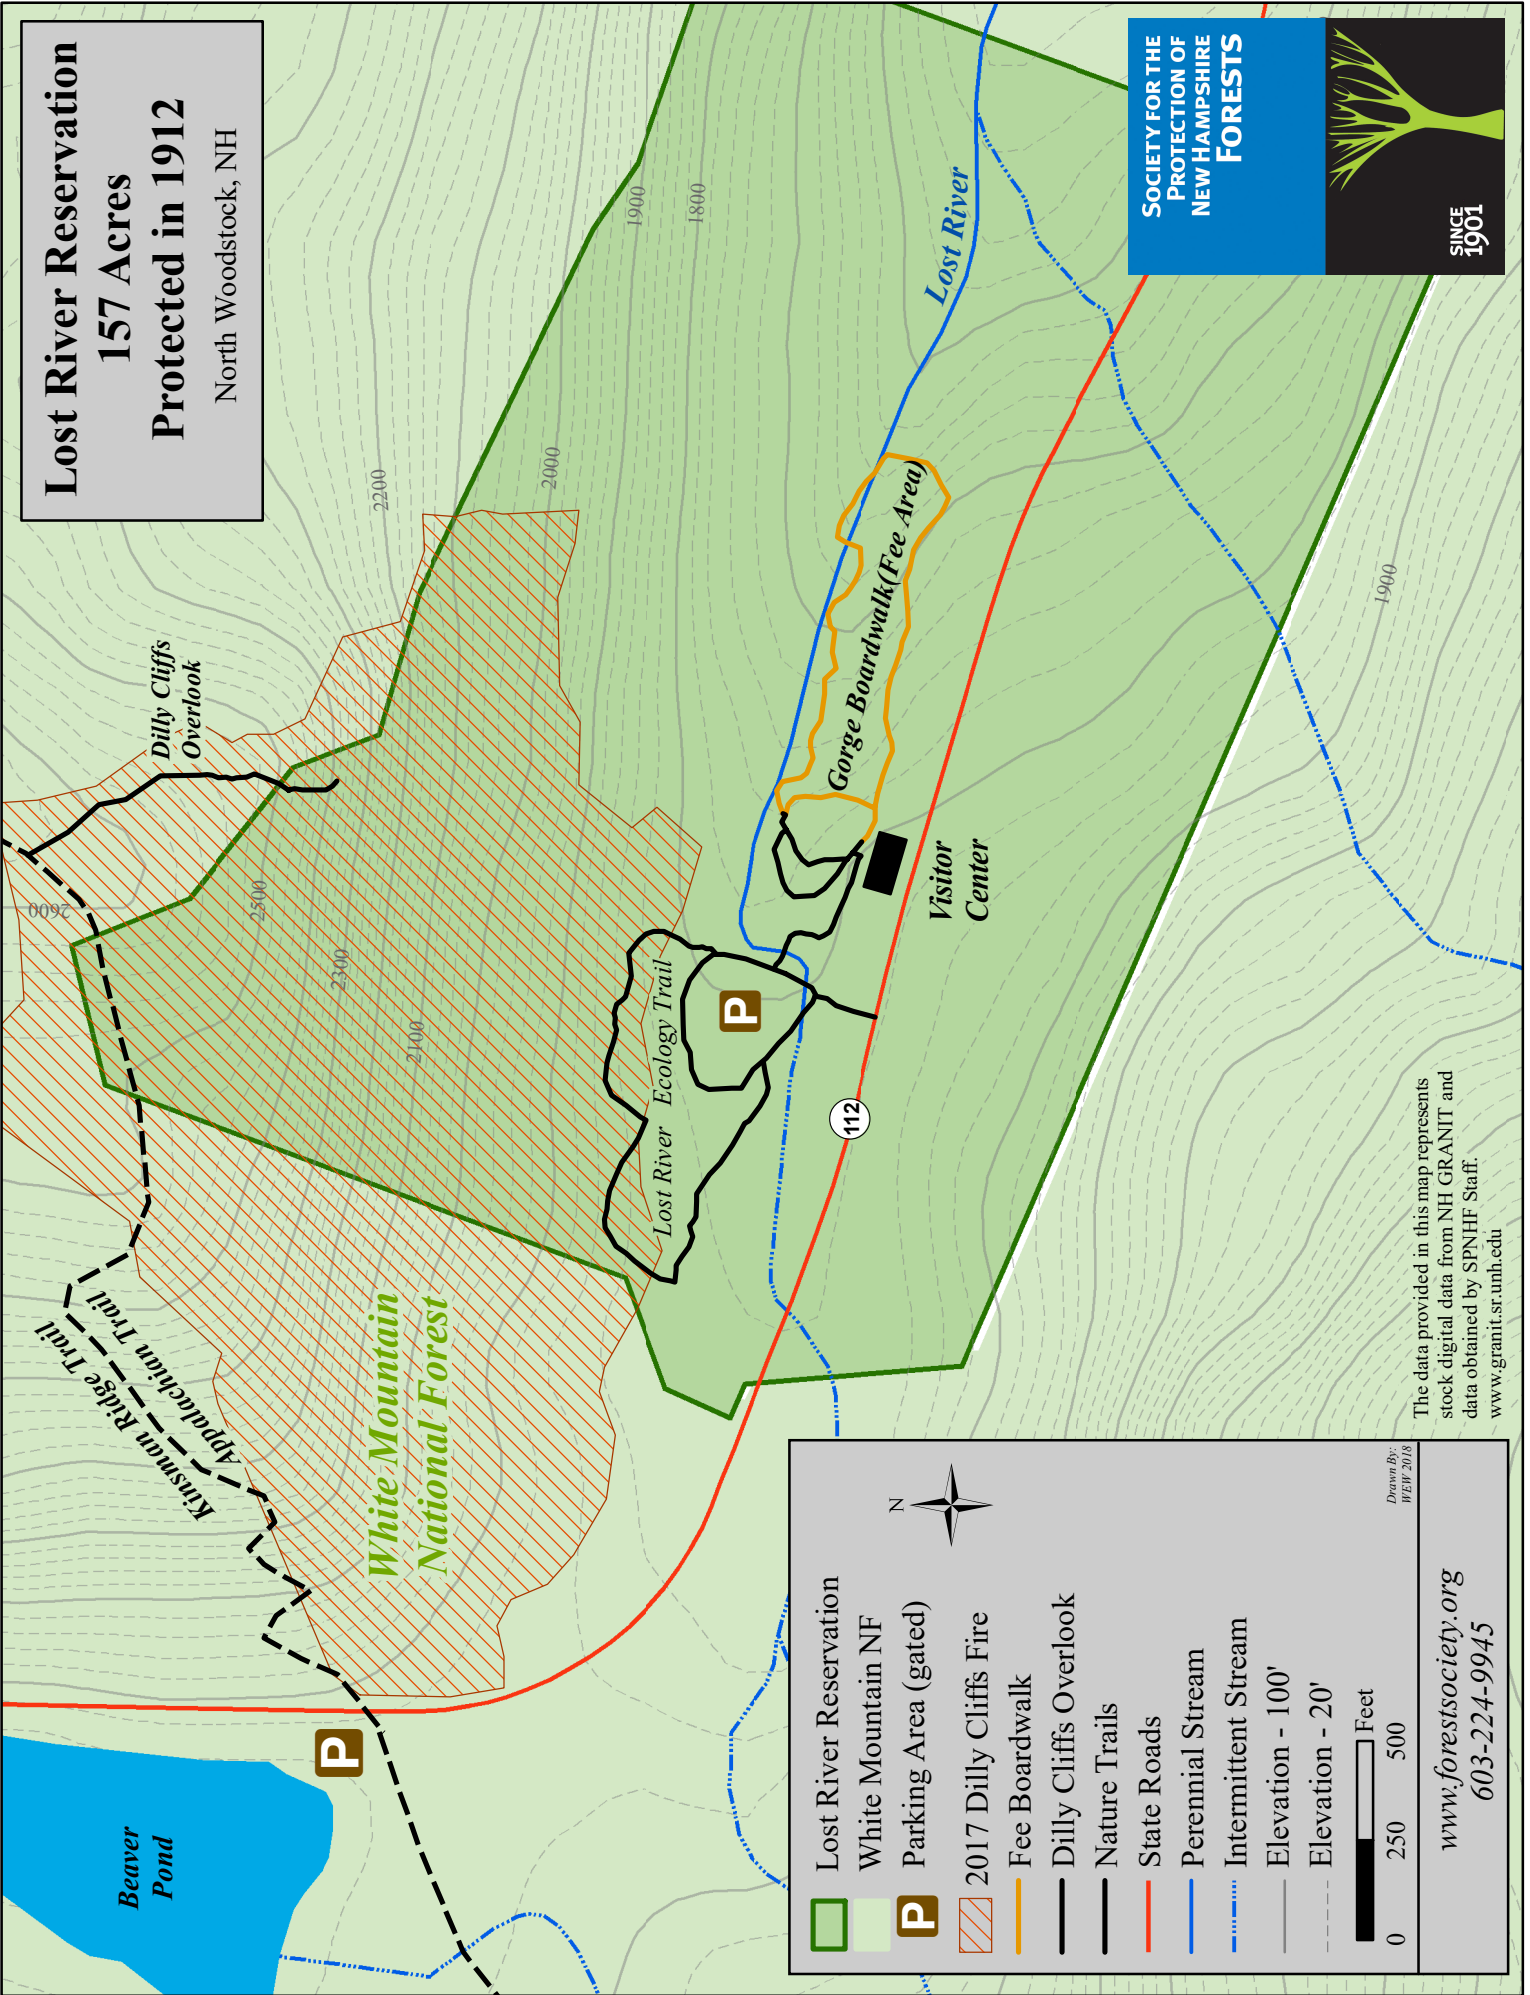 Lost River Reservation
157 Acres
Protected in 1912
North Woodstock, NH
SOCIETY FOR THE
PROTECTION OF
NEW HAMPSHIRE
FORESTS
SINCE
1901
Beaver
Pond
P
Kinsman Ridge Trail
Appalachian Trail
White Mountain
National Forest
Dilly Cliffs
Overlook
2600
2500
2300
2100
2200
2000
1900
1800
1900
Lost River
Lost River Ecology Trail
P
112
Gorge Boardwalk(Fee Area)
Visitor
Center
Lost River Reservation
White Mountain NF
P Parking Area (gated)
2017 Dilly Cliffs Fire
Fee Boardwalk
Dilly Cliffs Overlook
Nature Trails
State Roads
Perennial Stream
Intermittent Stream
Elevation - 100'
Elevation - 20'
Feet
0 250 500
N
Drawn By:
WEW 2018
www.forestsociety.org
603-224-9945
The data provided in this map represents
stock digital data from NH GRANIT and
data obtained by SPNHF Staff.
www.granit.sr.unh.edu